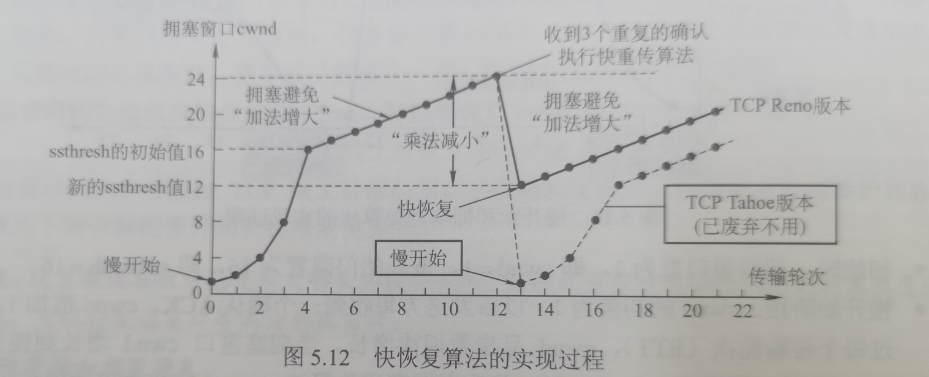 拥塞窗口cwnd
收到3个重复的确认
执行快重传算法
24
拥塞避免
“加法增大”
拥塞避免
“加法增大”
20
TCP Reno版本
“乘法减小”
ssthresh的初始值16
新的ssthresh值12
快恢复
TCP Tahoe版本
(已废弃不用)
8
慢开始
4
慢开始
传输轮次
0
0 2 4 6 8 10 12 14 16 18 20 22
图 5.12 快恢复算法的实现过程